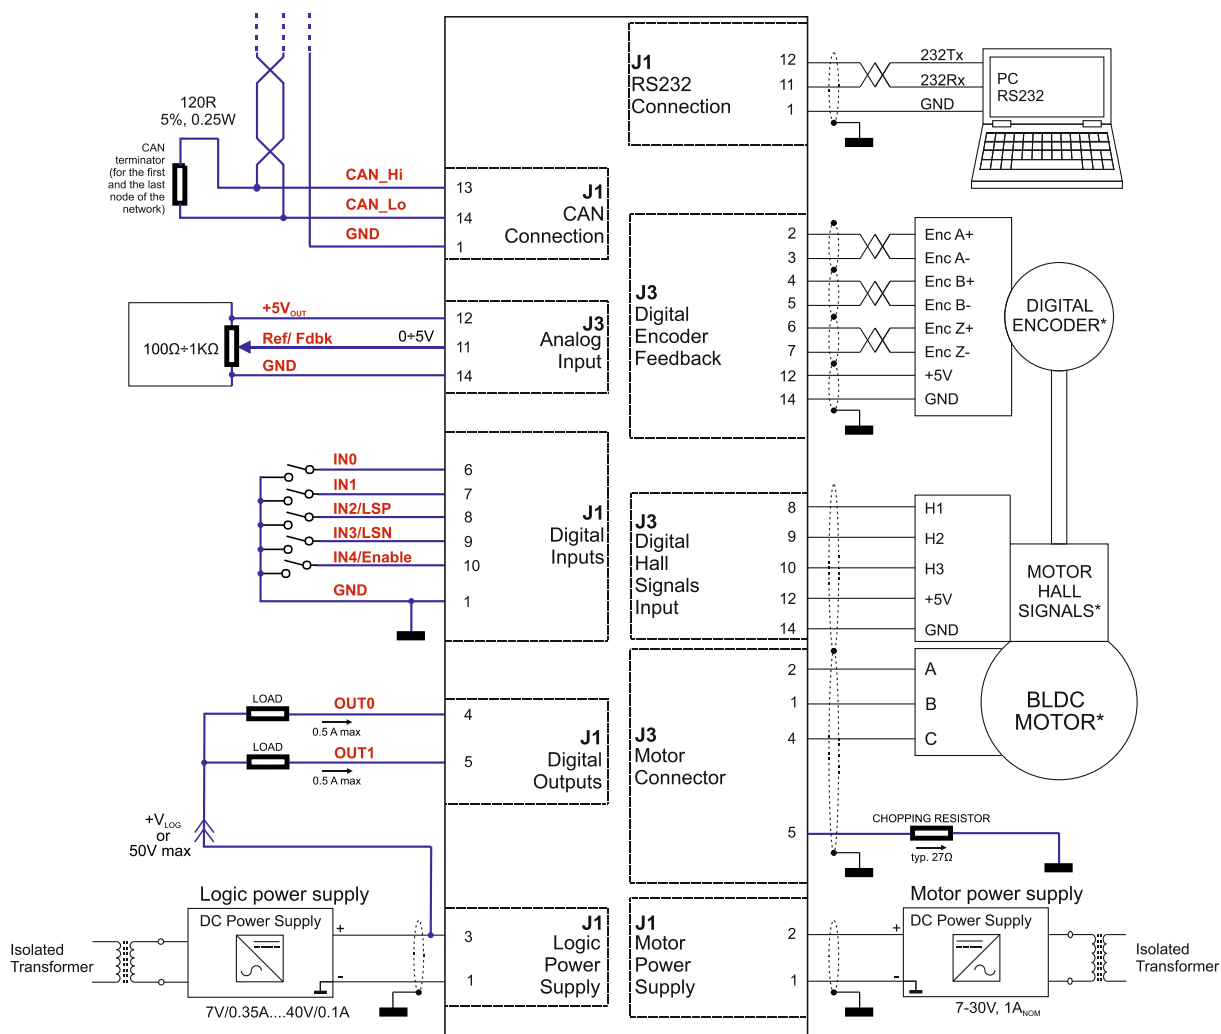 120R
5%, 0.25W
CAN
terminator
(for the first
and the last
node of the
network)
CAN_Hi
CAN_Lo
GND
13
14
1
J1
CAN
Connection
100Ω÷1KΩ
+5VOUT
Ref/ Fdbk
0÷5V
GND
12
11
14
J3
Analog
Input
IN0
IN1
IN2/LSP
IN3/LSN
IN4/Enable
GND
6
7
8
9
10
1
J1
Digital
Inputs
LOAD
OUT0
0.5 A max
LOAD
OUT1
0.5 A max
4
5
J1
Digital
Outputs
+VLOG
or
50V max
Logic power supply
DC Power Supply
+
-
Isolated
Transformer
7V/0.35A....40V/0.1A
3
1
J1
Logic
Power
Supply
J1
RS232
Connection
12
11
1
232Tx
232Rx
GND
PC
RS232
J3
Digital
Encoder
Feedback
2
3
4
5
6
7
12
14
Enc A+
Enc A-
Enc B+
Enc B-
Enc Z+
Enc Z-
+5V
GND
DIGITAL
ENCODER*
J3
Digital
Hall
Signals
Input
8
9
10
12
14
H1
H2
H3
+5V
GND
MOTOR
HALL
SIGNALS*
J3
Motor
Connector
2
1
4
5
A
B
C
BLDC
MOTOR*
CHOPPING RESISTOR
typ. 27Ω
Motor power supply
J1
Motor
Power
Supply
2
1
+
-
DC Power Supply
7-30V, 1ANOM
Isolated
Transformer